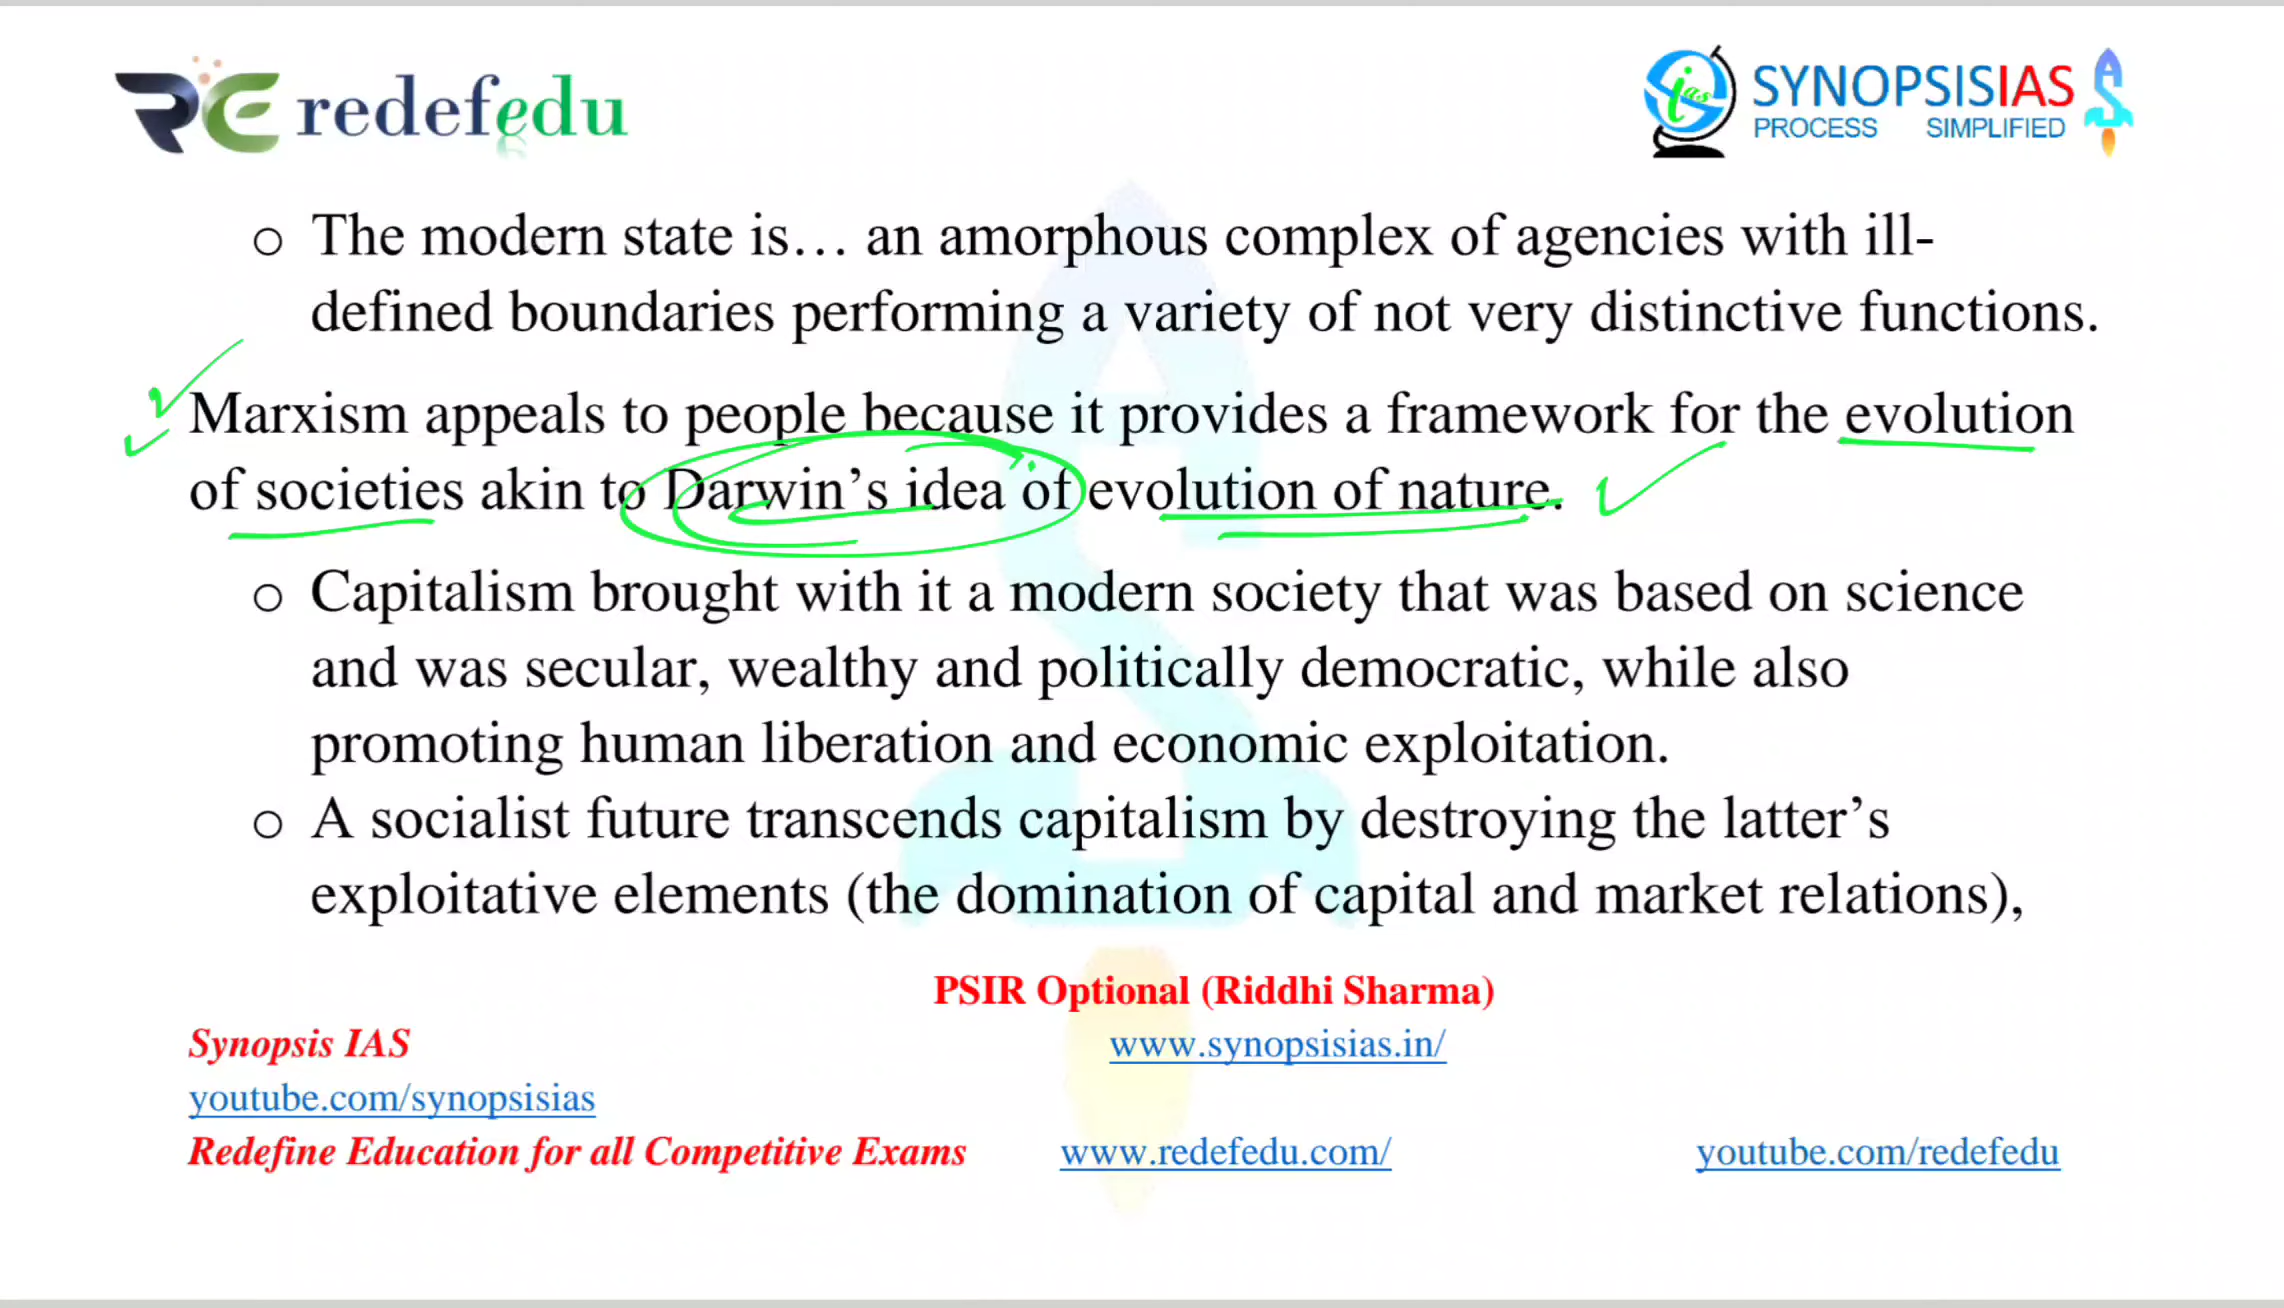 redefedu
ias
SYNOPSISIAS
PROCESS SIMPLIFIED
o The modern state is… an amorphous complex of agencies with ill-
defined boundaries performing a variety of not very distinctive functions.
Marxism appeals to people because it provides a framework for the evolution
of societies akin to Darwin’s idea of evolution of nature.
o Capitalism brought with it a modern society that was based on science
and was secular, wealthy and politically democratic, while also
promoting human liberation and economic exploitation.
o A socialist future transcends capitalism by destroying the latter’s
exploitative elements (the domination of capital and market relations),
PSIR Optional (Riddhi Sharma)
Synopsis IAS www.synopsisias.in/
youtube.com/synopsisias
Redefine Education for all Competitive Exams www.redefedu.com/ youtube.com/redefedu